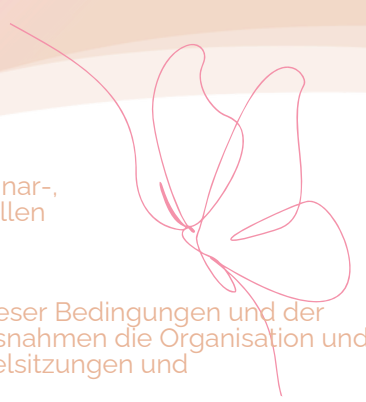 nar-,
llen
eser Bedingungen und der
snahmen die Organisation und
elsitzungen und